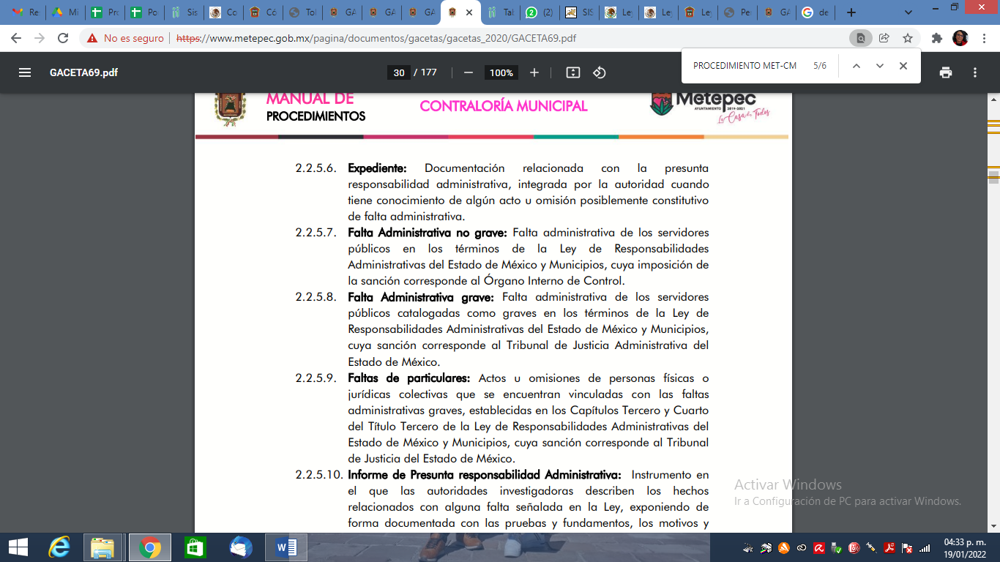 Re
Mi
Pro
Po
Sis
Co
Có
Tol
GA
GA
GA
Tal
(2)
SIS
Ley
Ley
Ley
Pe
GA
de
No es seguro
https://www.metepec.gob.mx/pagina/documentos/gacetas/gacetas_2020/GACETA69.pdf
PROCEDIMIENTO MET-CM 5/6
GACETA69.pdf
30 / 177
100%
MANUAL DE
PROCEDIMIENTOS
CONTRALORÍA MUNICIPAL
Metepec
AYUNTAMIENTO 2019-2021
La Casa de Todos
2.2.5.6. Expediente: Documentación relacionada con la presunta
responsabilidad administrativa, integrada por la autoridad cuando
tiene conocimiento de algún acto u omisión posiblemente constitutivo
de falta administrativa.
2.2.5.7. Falta Administrativa no grave: Falta administrativa de los servidores
públicos en los términos de la Ley de Responsabilidades
Administrativas del Estado de México y Municipios, cuya imposición de
la sanción corresponde al Órgano Interno de Control.
2.2.5.8. Falta Administrativa grave: Falta administrativa de los servidores
públicos catalogadas como graves en los términos de la Ley de
Responsabilidades Administrativas del Estado de México y Municipios,
cuya sanción corresponde al Tribunal de Justicia Administrativa del
Estado de México.
2.2.5.9. Faltas de particulares: Actos u omisiones de personas físicas o
jurídicas colectivas que se encuentran vinculadas con las faltas
administrativas graves, establecidas en los Capítulos Tercero y Cuarto
del Título Tercero de la Ley de Responsabilidades Administrativas del
Estado de México y Municipios, cuya sanción corresponde al Tribunal
de Justicia del Estado de México.
2.2.5.10. Informe de Presunta responsabilidad Administrativa: Instrumento en
el que las autoridades investigadoras describen los hechos
relacionados con alguna falta señalada en la Ley, exponiendo de
forma documentada con las pruebas y fundamentos, los motivos y
Activar Windows
Ir a Configuración de PC para activar Windows.
04:33 p. m.
19/01/2022